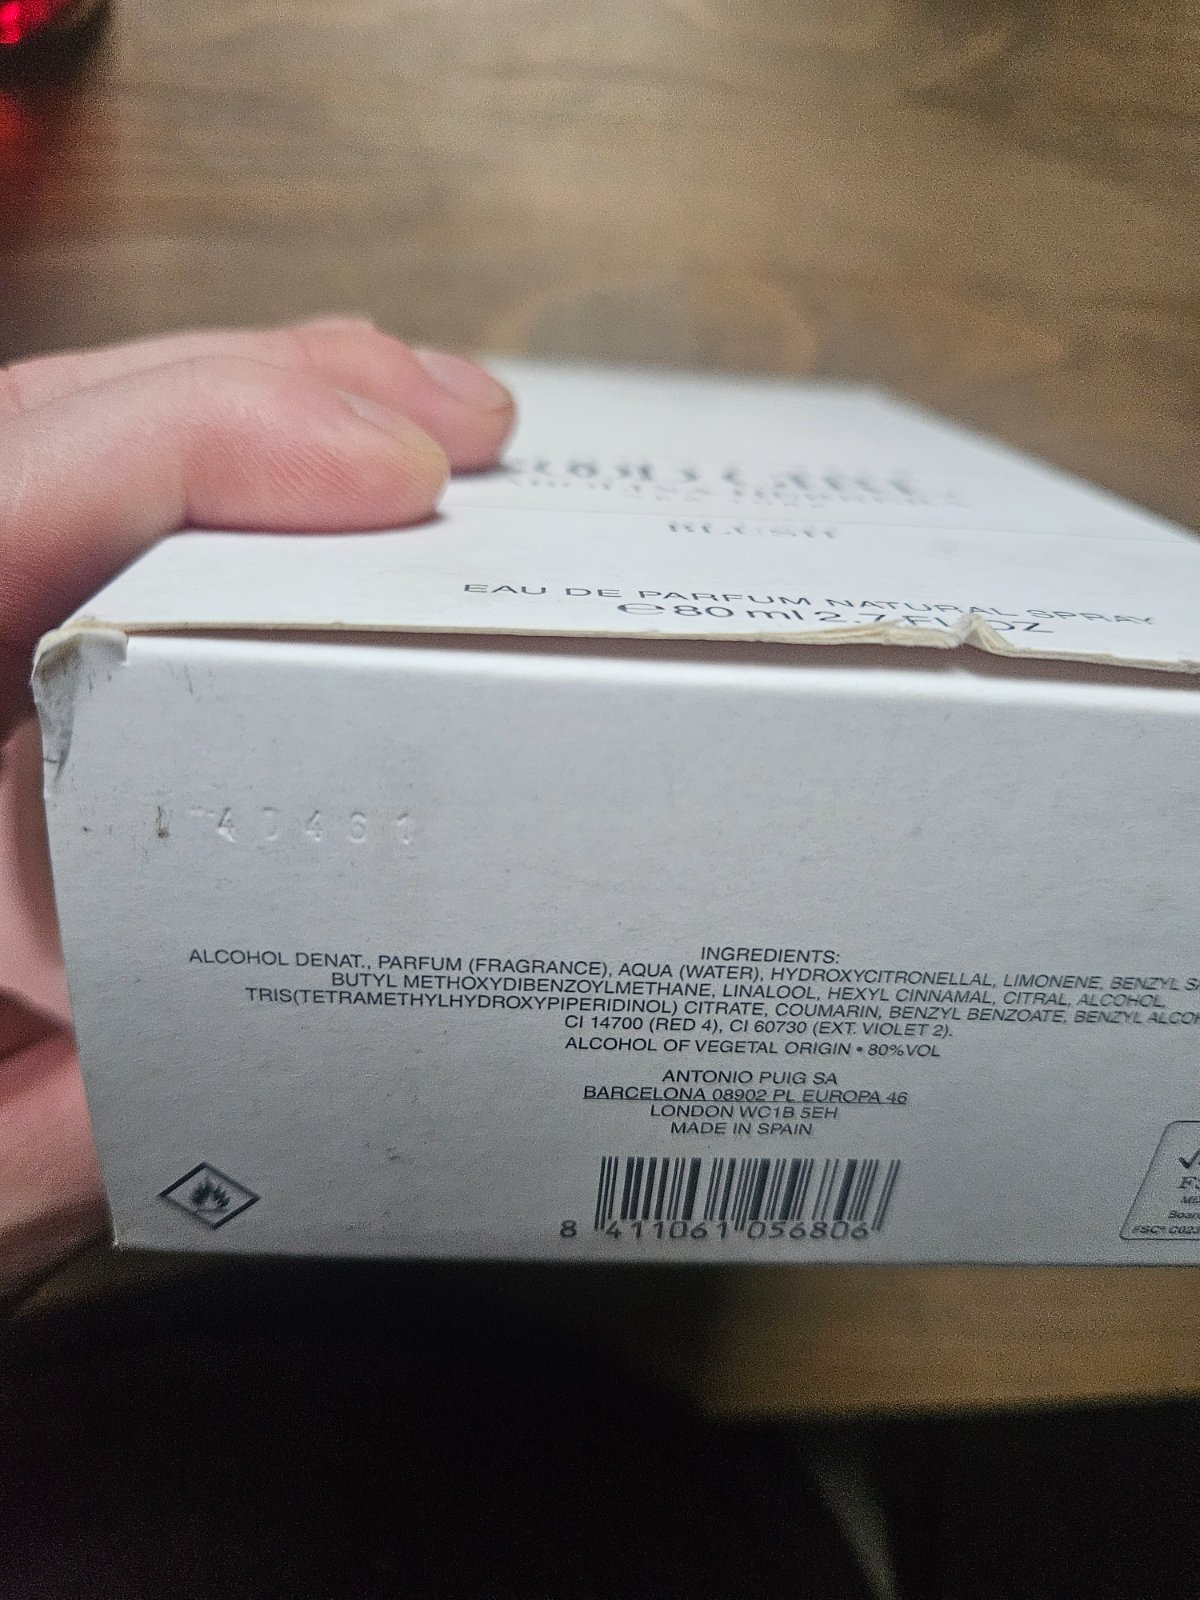 BLUSH
EAU DE PARFUM NATURAL SPRAY
℮ 80 ml 2.7 FL OZ
INGREDIENTS:
ALCOHOL DENAT., PARFUM (FRAGRANCE), AQUA (WATER), HYDROXYCITRONELLAL, LIMONENE, BENZYL
BUTYL METHOXYDIBENZOYLMETHANE, LINALOOL, HEXYL CINNAMAL, CITRAL, ALCOHOL,
TRIS(TETRAMETHYLHYDROXYPIPERIDINOL) CITRATE, COUMARIN, BENZYL BENZOATE, BENZYL
CI 14700 (RED 4), CI 60730 (EXT. VIOLET 2).
ALCOHOL OF VEGETAL ORIGIN • 80%VOL
ANTONIO PUIG SA
BARCELONA 08902 PL EUROPA 46
LONDON WC1B 5EH
MADE IN SPAIN
8 411061 056806